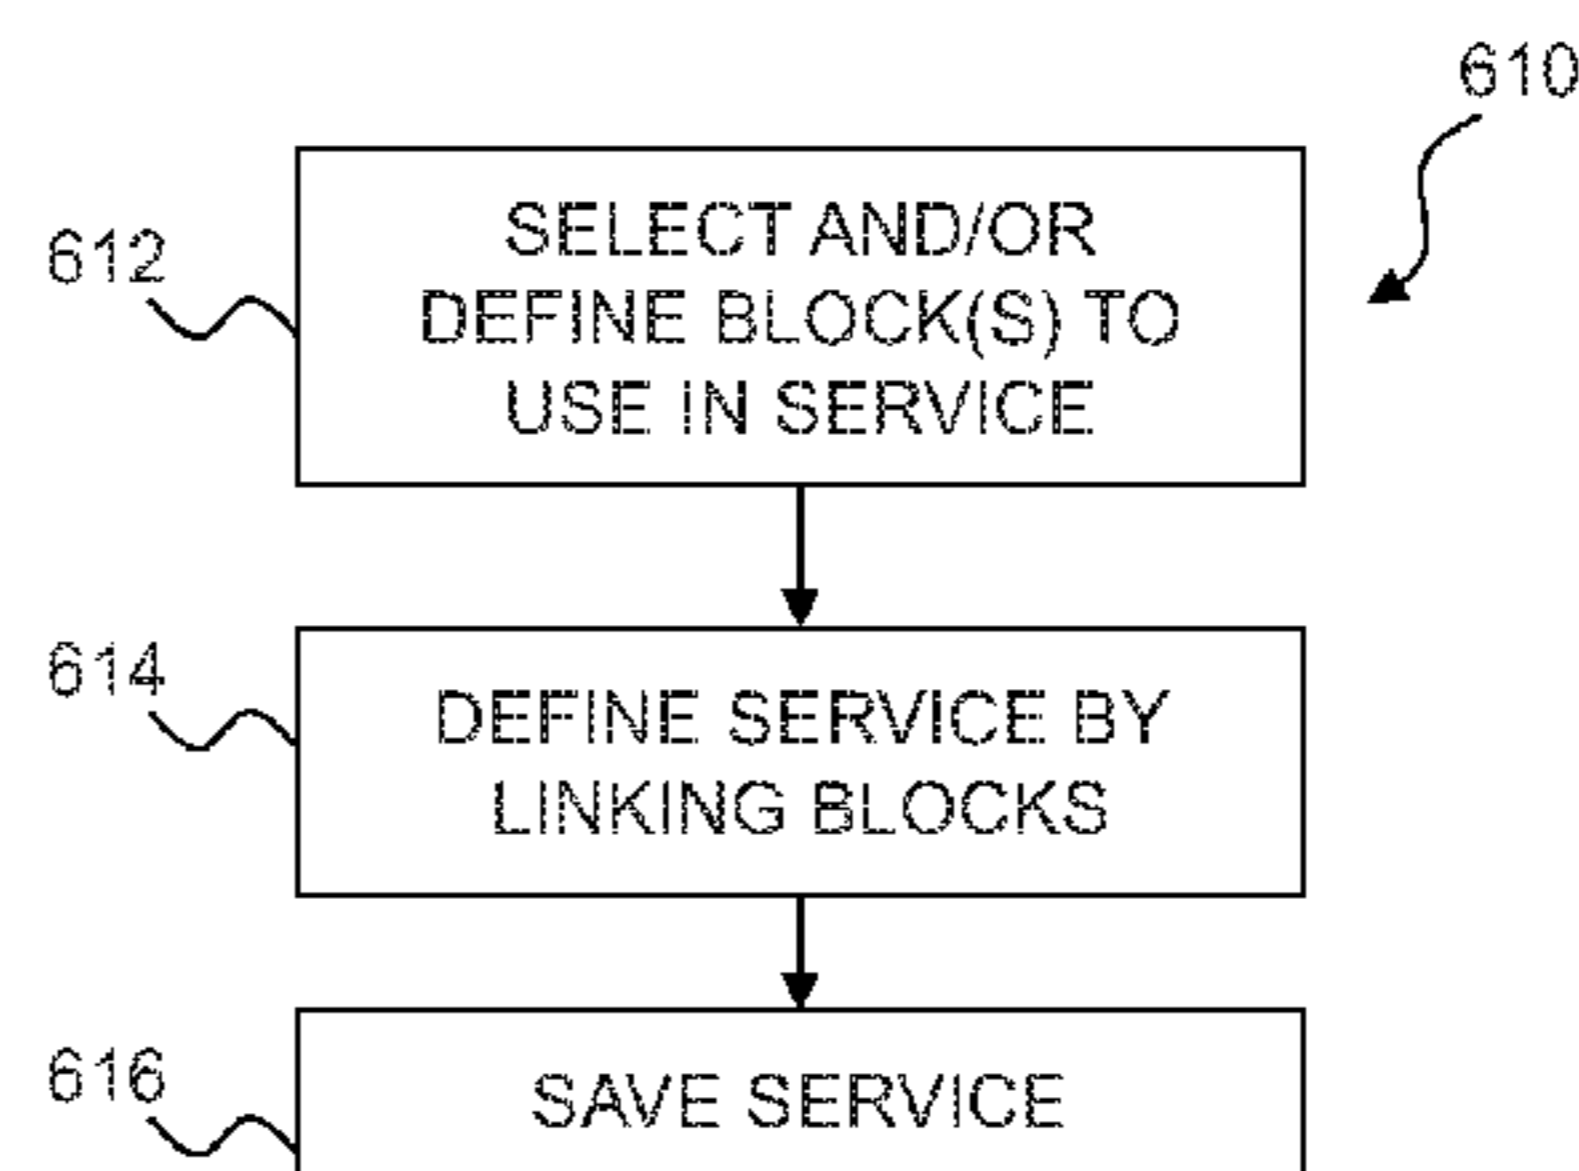 610
612
SELECT AND/OR
DEFINE BLOCK(S) TO
USE IN SERVICE
614
DEFINE SERVICE BY
LINKING BLOCKS
616
SAVE SERVICE